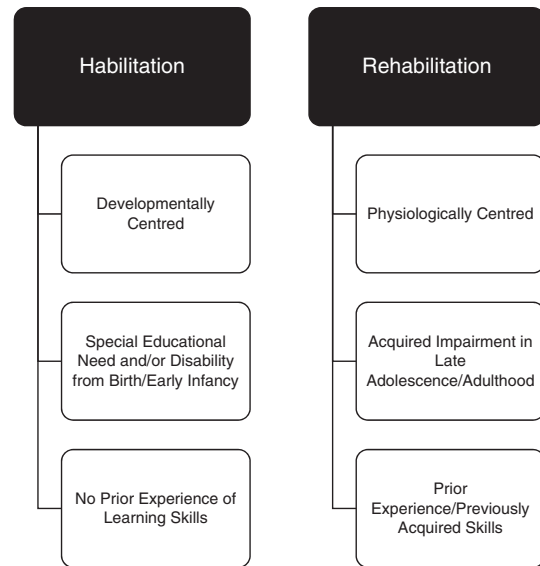 Habilitation
Developmentally
Centred
Special Educational
Need and/or Disability
from Birth/Early Infancy
No Prior Experience of
Learning Skills
Rehabilitation
Physiologically Centred
Acquired Impairment in
Late
Adolescence/Adulthood
Prior
Experience/Previously
Acquired Skills